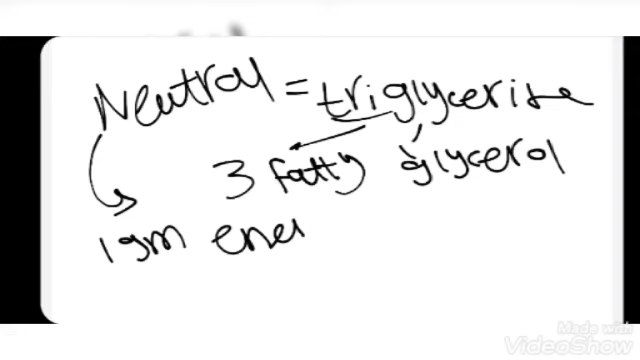 Neutral = triglyceride
3 fatty glycerol
1gm ener
Made with
VideoShow